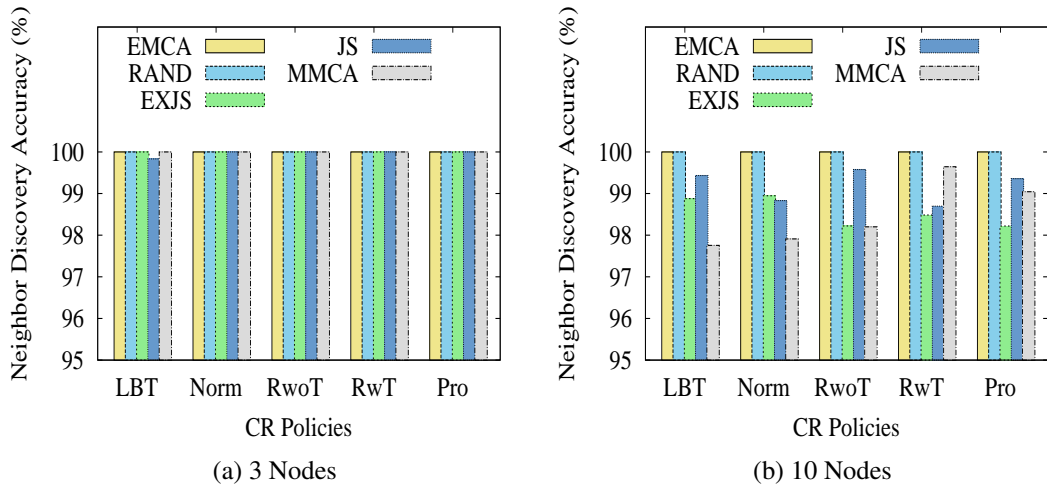 Neighbor Discovery Accuracy (%)
EMCA
RAND
EXJS
JS
MMCA
100
99
98
97
96
95
LBT Norm RwoT RwT Pro
CR Policies
(a) 3 Nodes
Neighbor Discovery Accuracy (%)
EMCA
RAND
EXJS
JS
MMCA
100
99
98
97
96
95
LBT Norm RwoT RwT Pro
CR Policies
(b) 10 Nodes